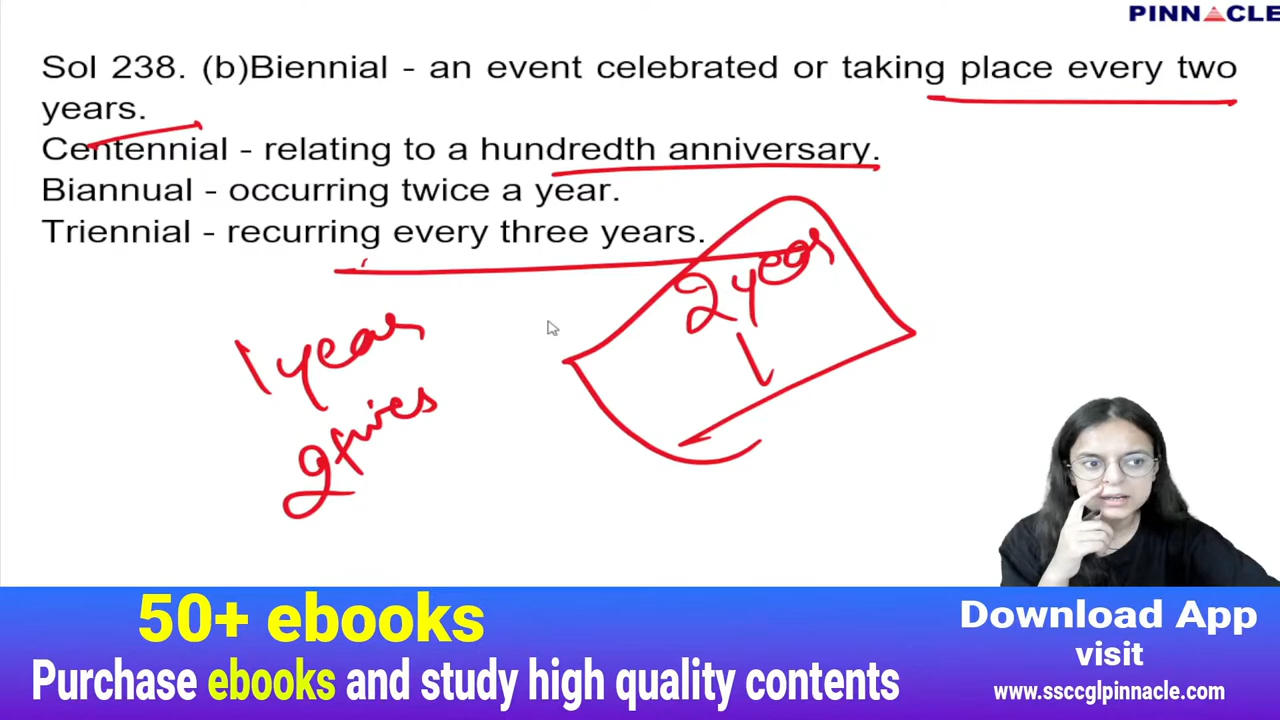 PINNACLE
Sol 238. (b)Biennial - an event celebrated or taking place every two
years.
Centennial - relating to a hundredth anniversary.
Biannual - occurring twice a year.
Triennial - recurring every three years.
2 year
1 year
2 times
50+ ebooks
Purchase ebooks and study high quality contents
Download App
visit
www.ssccglpinnacle.com